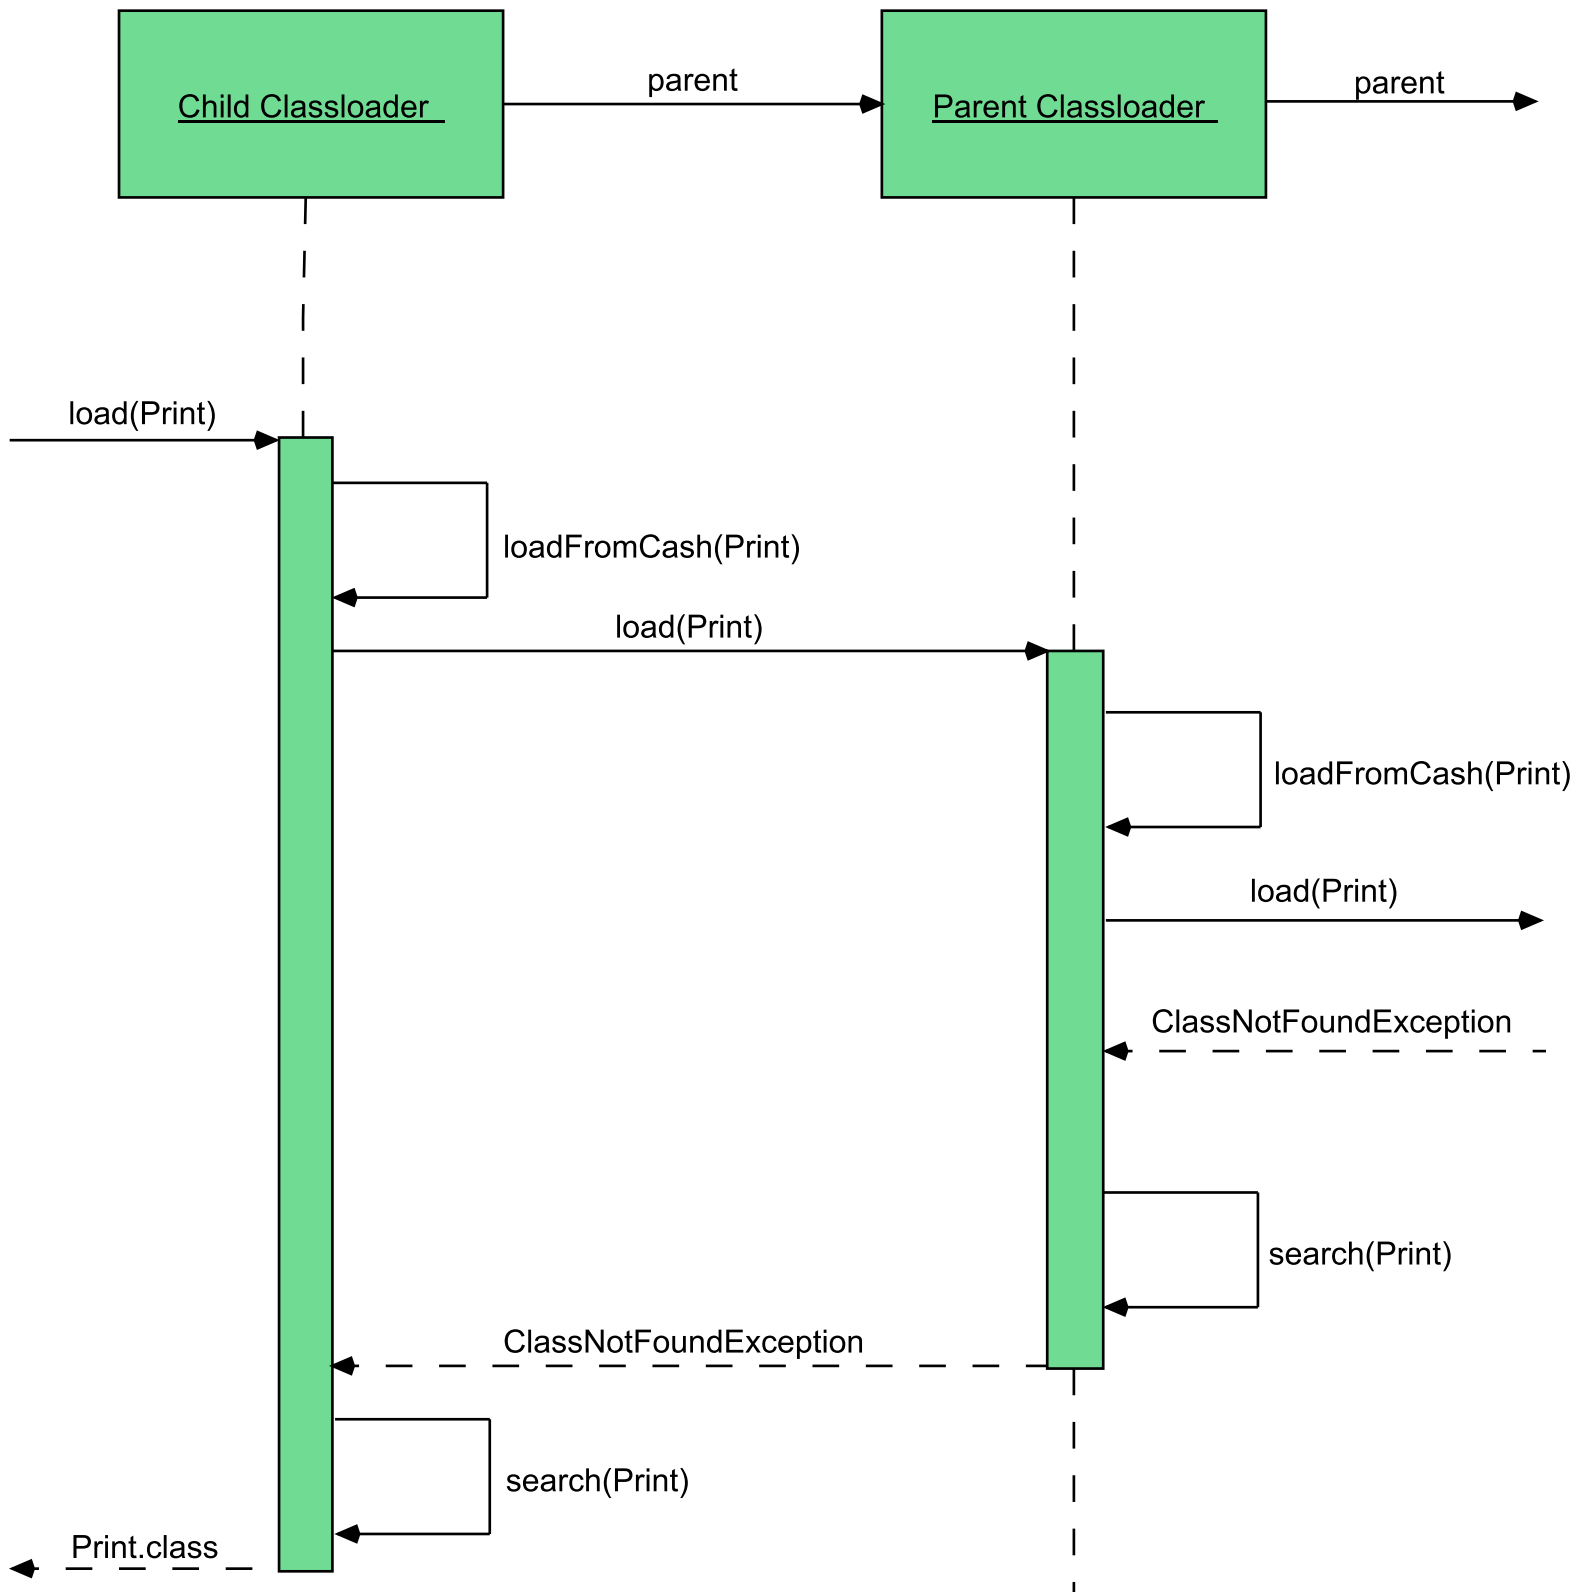 parent
parent
Child Classloader
Parent Classloader
load(Print)
loadFromCash(Print)
load(Print)
loadFromCash(Print)
load(Print)
ClassNotFoundException
search(Print)
ClassNotFoundException
search(Print)
Print.class